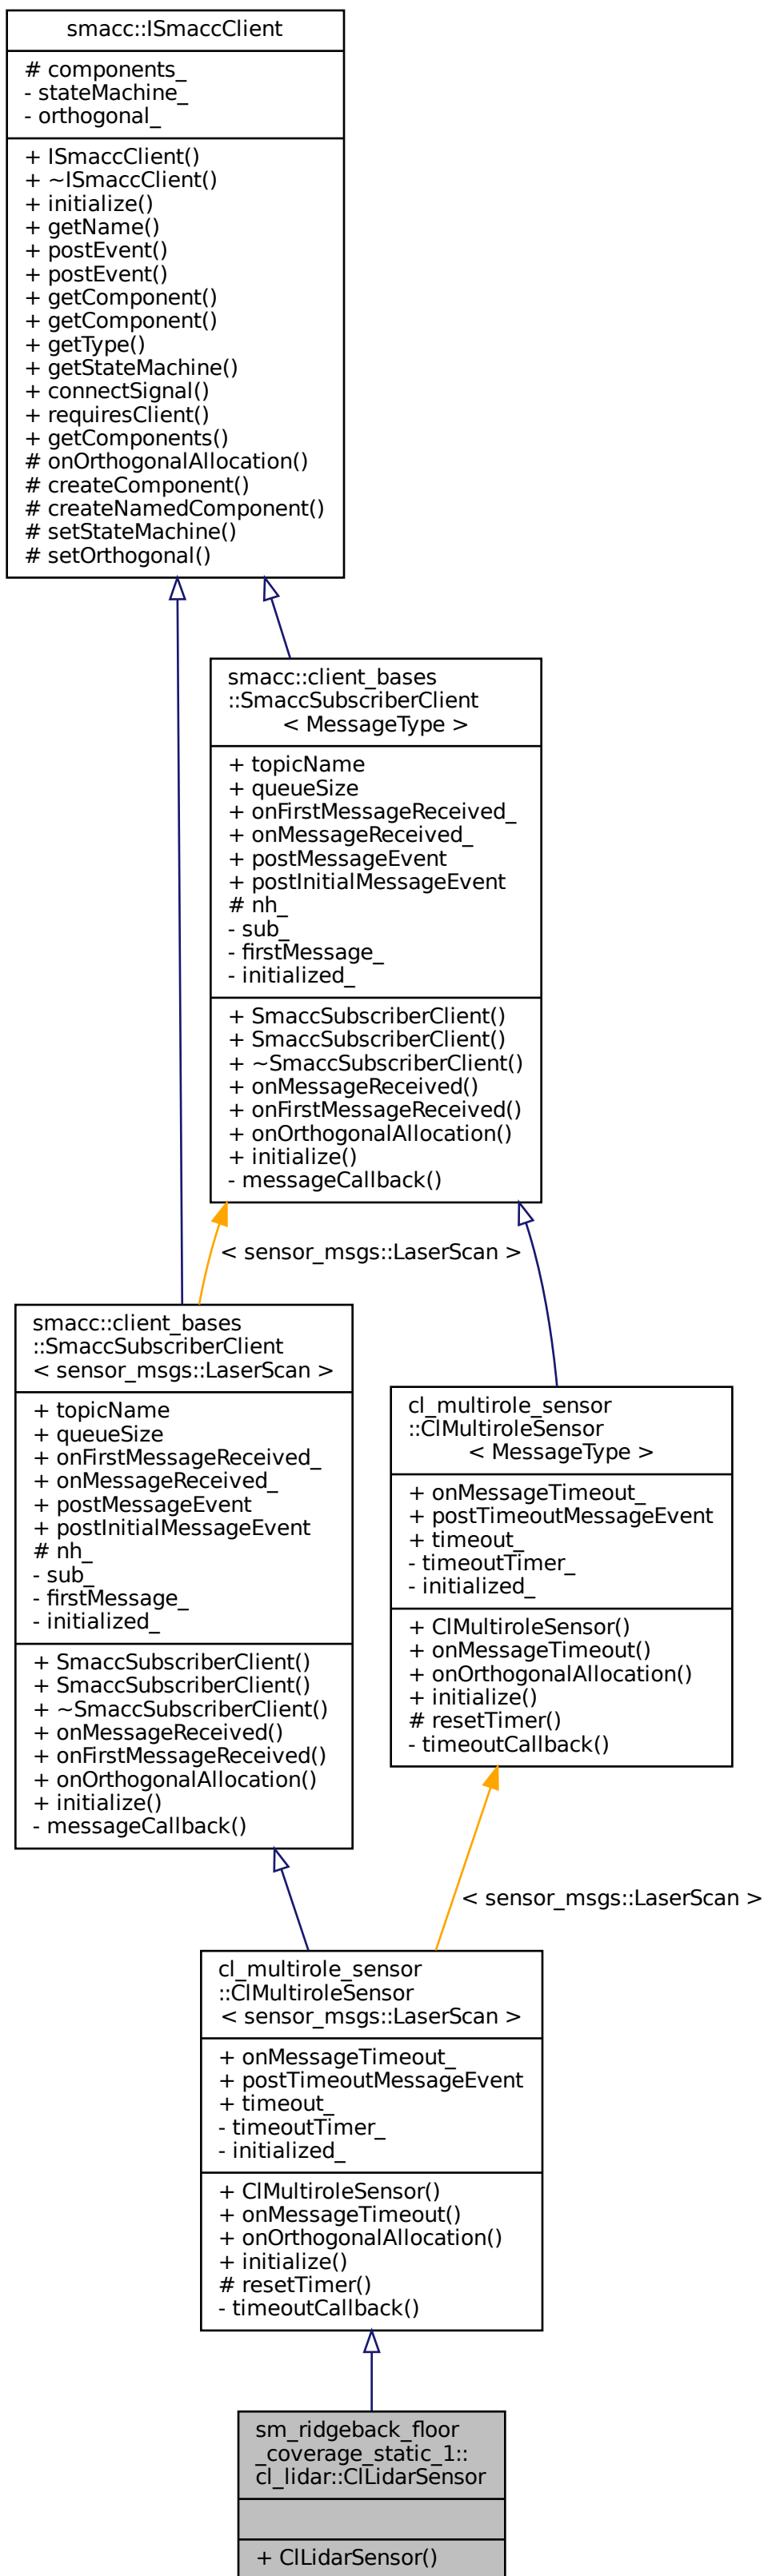 smacc::ISmaccClient
# components_
- stateMachine_
- orthogonal_
+ ISmaccClient()
+ ~ISmaccClient()
+ initialize()
+ getName()
+ postEvent()
+ postEvent()
+ getComponent()
+ getComponent()
+ getType()
+ getStateMachine()
+ connectSignal()
+ requiresClient()
+ getComponents()
# onOrthogonalAllocation()
# createComponent()
# createNamedComponent()
# setStateMachine()
# setOrthogonal()
smacc::client_bases
::SmaccSubscriberClient
< MessageType >
+ topicName
+ queueSize
+ onFirstMessageReceived_
+ onMessageReceived_
+ postMessageEvent
+ postInitialMessageEvent
# nh_
- sub_
- firstMessage_
- initialized_
+ SmaccSubscriberClient()
+ SmaccSubscriberClient()
+ ~SmaccSubscriberClient()
+ onMessageReceived()
+ onFirstMessageReceived()
+ onOrthogonalAllocation()
+ initialize()
- messageCallback()
< sensor_msgs::LaserScan >
smacc::client_bases
::SmaccSubscriberClient
< sensor_msgs::LaserScan >
+ topicName
+ queueSize
+ onFirstMessageReceived_
+ onMessageReceived_
+ postMessageEvent
+ postInitialMessageEvent
# nh_
- sub_
- firstMessage_
- initialized_
+ SmaccSubscriberClient()
+ SmaccSubscriberClient()
+ ~SmaccSubscriberClient()
+ onMessageReceived()
+ onFirstMessageReceived()
+ onOrthogonalAllocation()
+ initialize()
- messageCallback()
cl_multirole_sensor
::ClMultiroleSensor
< MessageType >
+ onMessageTimeout_
+ postTimeoutMessageEvent
+ timeout_
- timeoutTimer_
- initialized_
+ ClMultiroleSensor()
+ onMessageTimeout()
+ onOrthogonalAllocation()
+ initialize()
# resetTimer()
- timeoutCallback()
< sensor_msgs::LaserScan >
cl_multirole_sensor
::ClMultiroleSensor
< sensor_msgs::LaserScan >
+ onMessageTimeout_
+ postTimeoutMessageEvent
+ timeout_
- timeoutTimer_
- initialized_
+ ClMultiroleSensor()
+ onMessageTimeout()
+ onOrthogonalAllocation()
+ initialize()
# resetTimer()
- timeoutCallback()
sm_ridgeback_floor
_coverage_static_1::
cl_lidar::ClLidarSensor
+ ClLidarSensor()